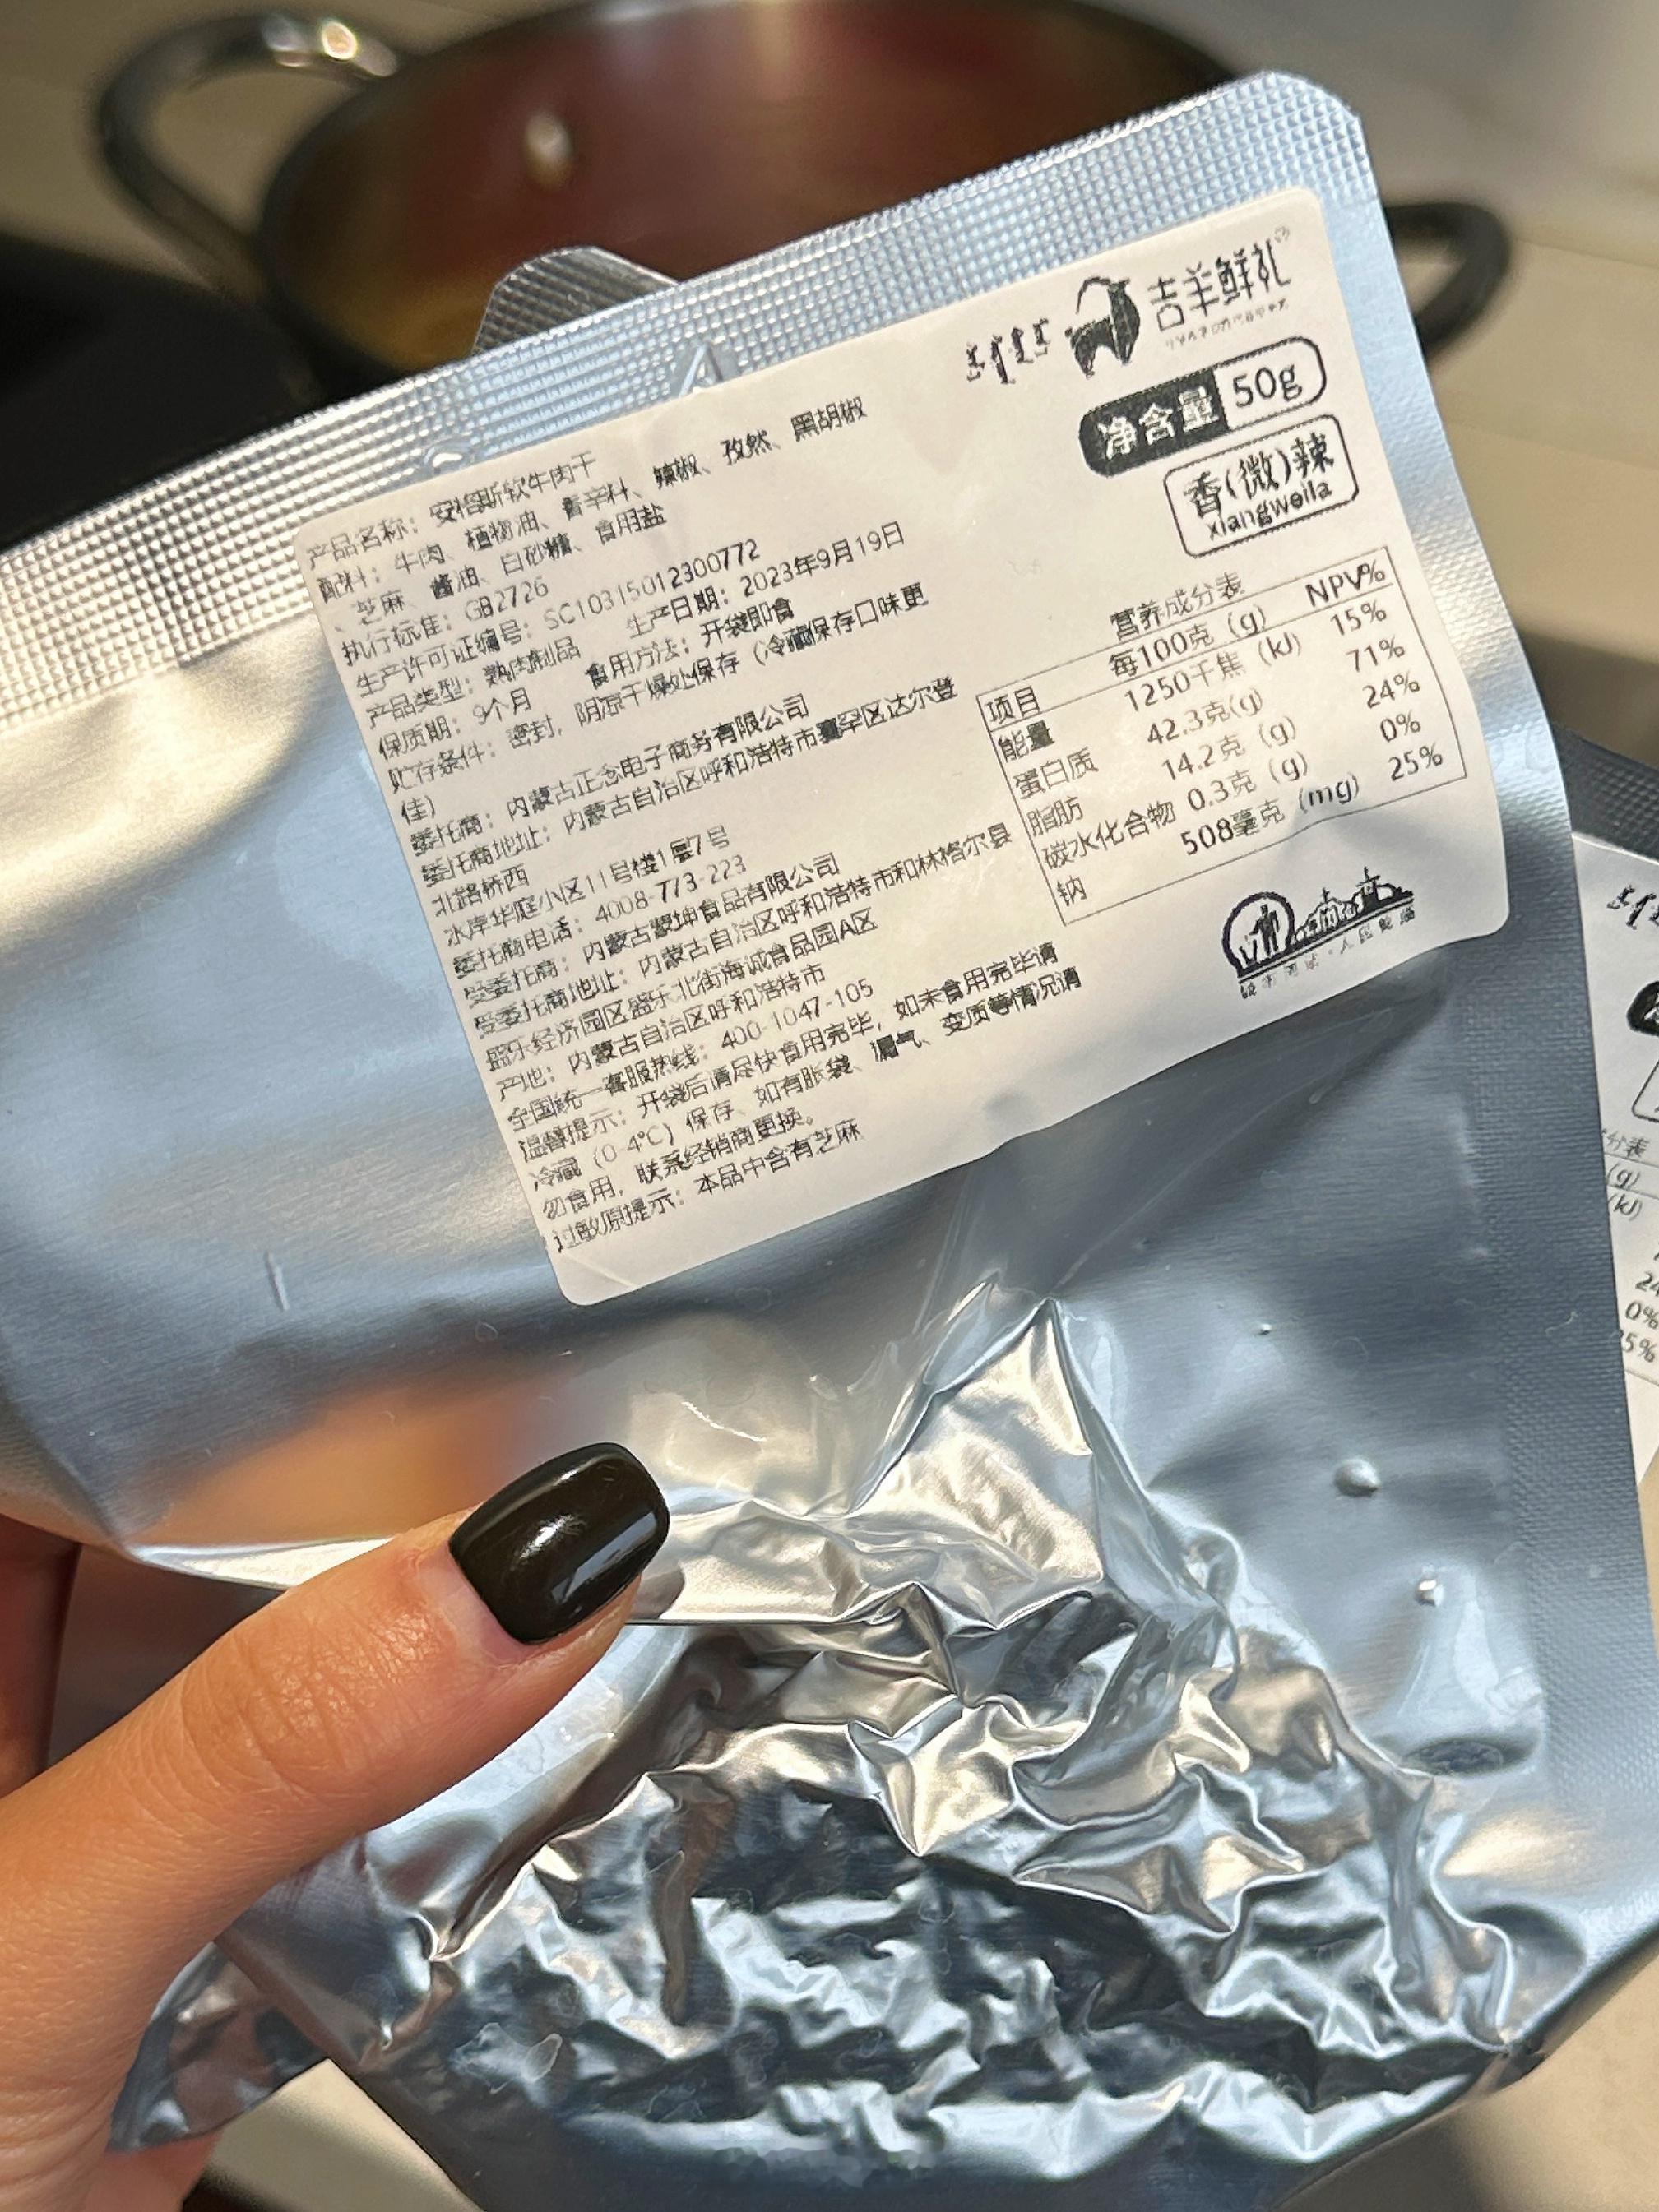 吉羊鲜礼
净含量 50g
香(微)辣
xiangweila
产品名称：安格斯软牛肉干
配料：牛肉、植物油、香辛料、辣椒、孜然、黑胡椒
、芝麻、酱油、白砂糖、食用盐
执行标准：GB2726
生产许可证编号：SC10315012300772
产品类型：熟肉制品 生产日期：2023年9月19日
保质期：9个月 食用方法：开袋即食
贮存条件：密封，阴凉干燥处保存（冷藏保存口味更
佳）
委托商：内蒙古正念电子商务有限公司
委托商地址：内蒙古自治区呼和浩特市赛罕区达尔登
北路桥西
水岸华庭小区11号楼1层7号
委托商电话：4008-773-223
受委托商：内蒙古蒙坤食品有限公司
受委托商地址：内蒙古自治区呼和浩特市和林格尔县
盛乐经济园区盛乐北街海诚食品园A区
产地：内蒙古自治区呼和浩特市
全国统一客服热线：400-1047-105
温馨提示：开袋后请尽快食用完毕，如未食用完毕请
冷藏（0-4℃）保存、如有胀袋、漏气、变质等情况请
勿食用，联系经销商更换。
过敏原提示：本品中含有芝麻
营养成分表
项目 每100克（g） NPV%
能量 1250千焦（kJ） 15%
蛋白质 42.3克(g) 71%
脂肪 14.2克（g） 24%
碳水化合物 0.3克（g） 0%
钠 508毫克（mg） 25%
分表
(g)
(kJ)
24
0%
25%